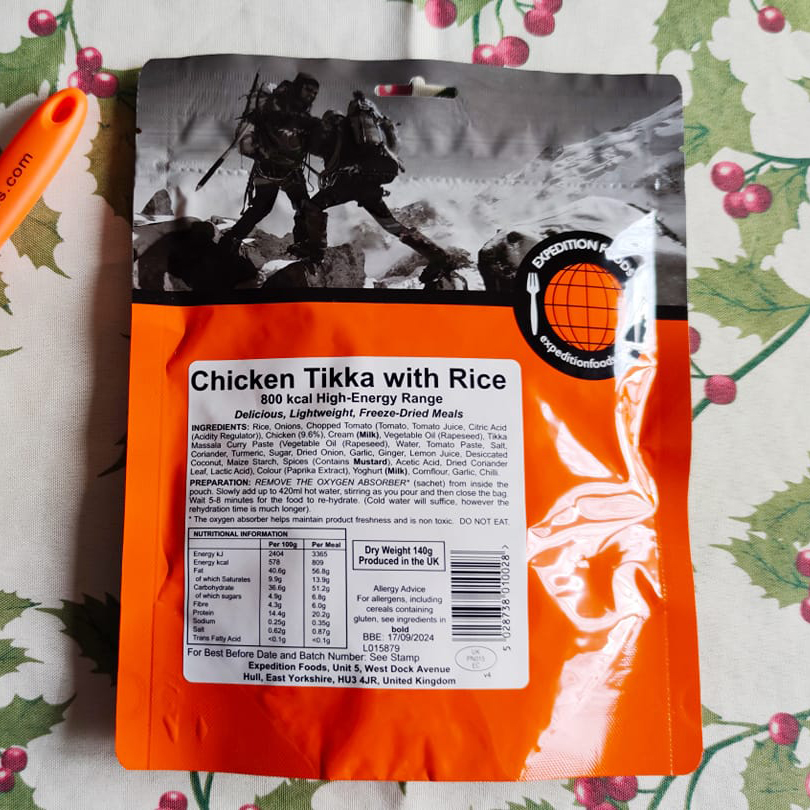 s.com
EXPEDITION FOODS
expeditionfoods
Chicken Tikka with Rice
800 kcal High-Energy Range
Delicious, Lightweight, Freeze-Dried Meals
INGREDIENTS: Rice, Onions, Chopped Tomato (Tomato, Tomato Juice, Citric Acid
(Acidity Regulator)), Chicken (9.6%), Cream (Milk), Vegetable Oil (Rapeseed), Tikka
Massala Curry Paste (Vegetable Oil (Rapeseed), Water, Tomato Paste, Salt,
Coriander, Turmeric, Sugar, Dried Onion, Garlic, Ginger, Lemon Juice, Desiccated
Coconut, Maize Starch, Spices (Contains Mustard), Acetic Acid, Dried Coriander
Leaf, Lactic Acid), Colour (Paprika Extract), Yoghurt (Milk), Cornflour, Garlic, Chilli.
PREPARATION: REMOVE THE OXYGEN ABSORBER* (sachet) from inside the
pouch. Slowly add up to 420ml hot water, stirring as you pour and then close the bag.
Wait 5-8 minutes for the food to re-hydrate. (Cold water will suffice, however the
rehydration time is much longer).
* The oxygen absorber helps maintain product freshness and is non toxic. DO NOT EAT.
NUTRITIONAL INFORMATION
Per 100g Per Meal
Energy kJ 2404 3365
Energy kcal 578 809
Fat 40.6g 56.8g
of which Saturates 9.9g 13.9g
Carbohydrate 36.6g 51.2g
of which sugars 4.9g 6.8g
Fibre 4.3g 6.0g
Protein 14.4g 20.2g
Sodium 0.25g 0.35g
Salt 0.62g 0.87g
Trans Fatty Acid <0.1g <0.1g
Dry Weight 140g
Produced in the UK
Allergy Advice
For allergens, including
cereals containing
gluten, see ingredients in
bold
BBE: 17/09/2024
L015879
5 028738 010028 >
UK
PN015
EC
v4
For Best Before Date and Batch Number: See Stamp
Expedition Foods, Unit 5, West Dock Avenue
Hull, East Yorkshire, HU3 4JR, United Kingdom